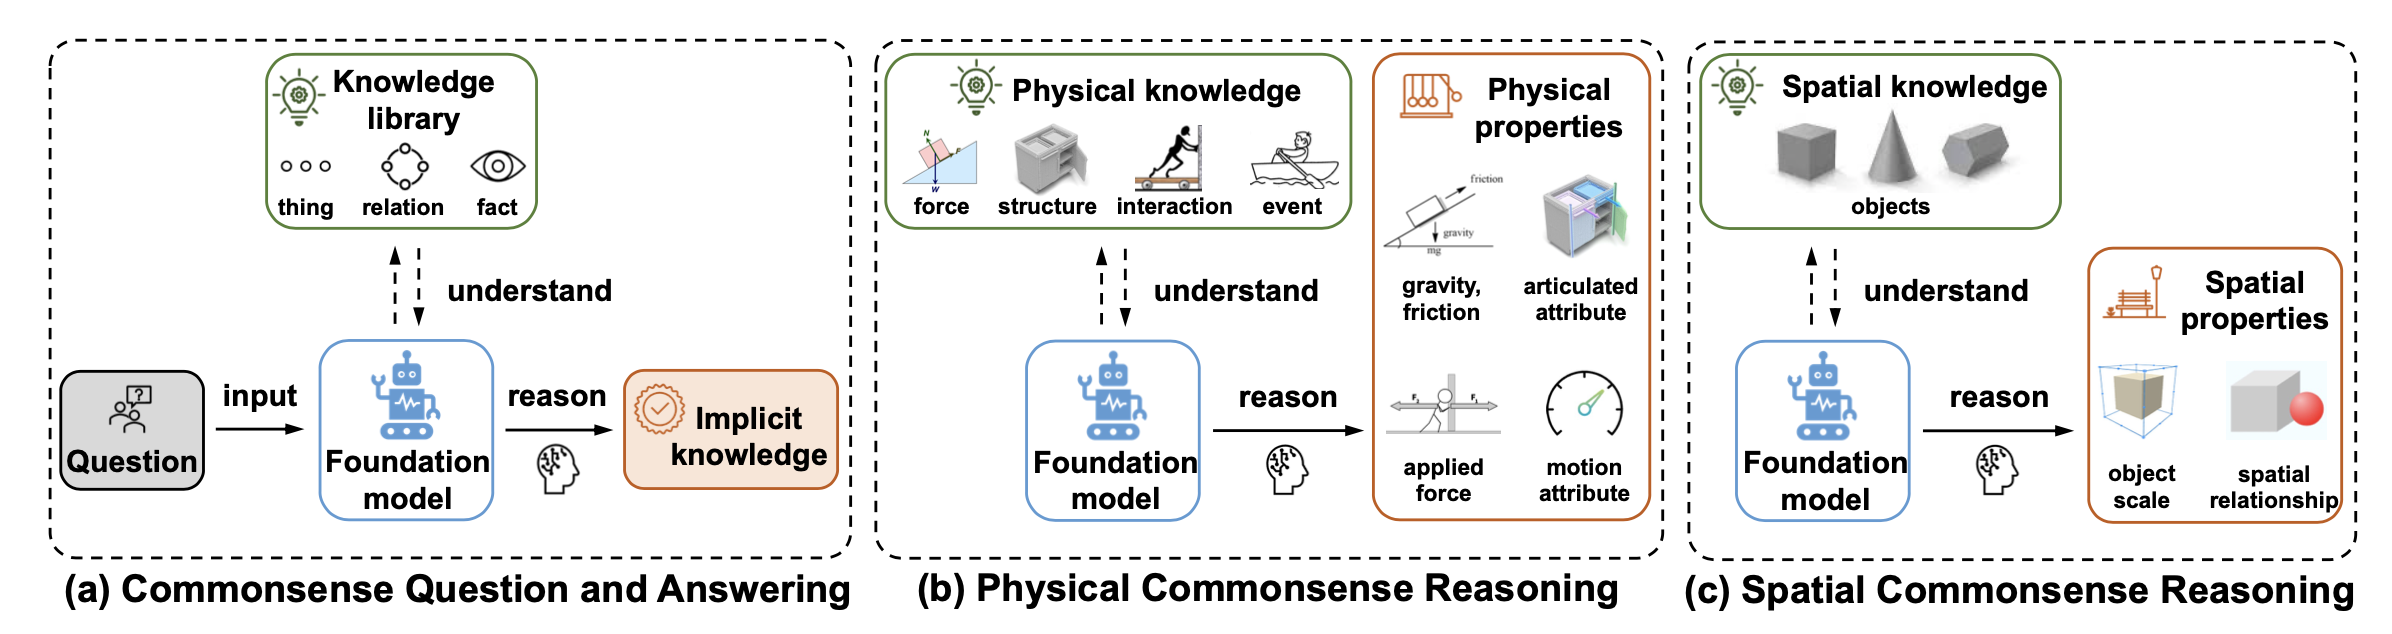 Knowledge
library
thing relation fact
understand
Question
input
Foundation
model
reason
Implicit
knowledge
(a) Commonsense Question and Answering
Physical knowledge
N
W
force structure interaction event
understand
Foundation
model
reason
Physical
properties
friction
gravity
mg
gravity,
friction
articulated
attribute
F₂ F₁
applied
force
motion
attribute
(b) Physical Commonsense Reasoning
Spatial knowledge
objects
understand
Foundation
model
reason
Spatial
properties
object
scale
spatial
relationship
(c) Spatial Commonsense Reasoning